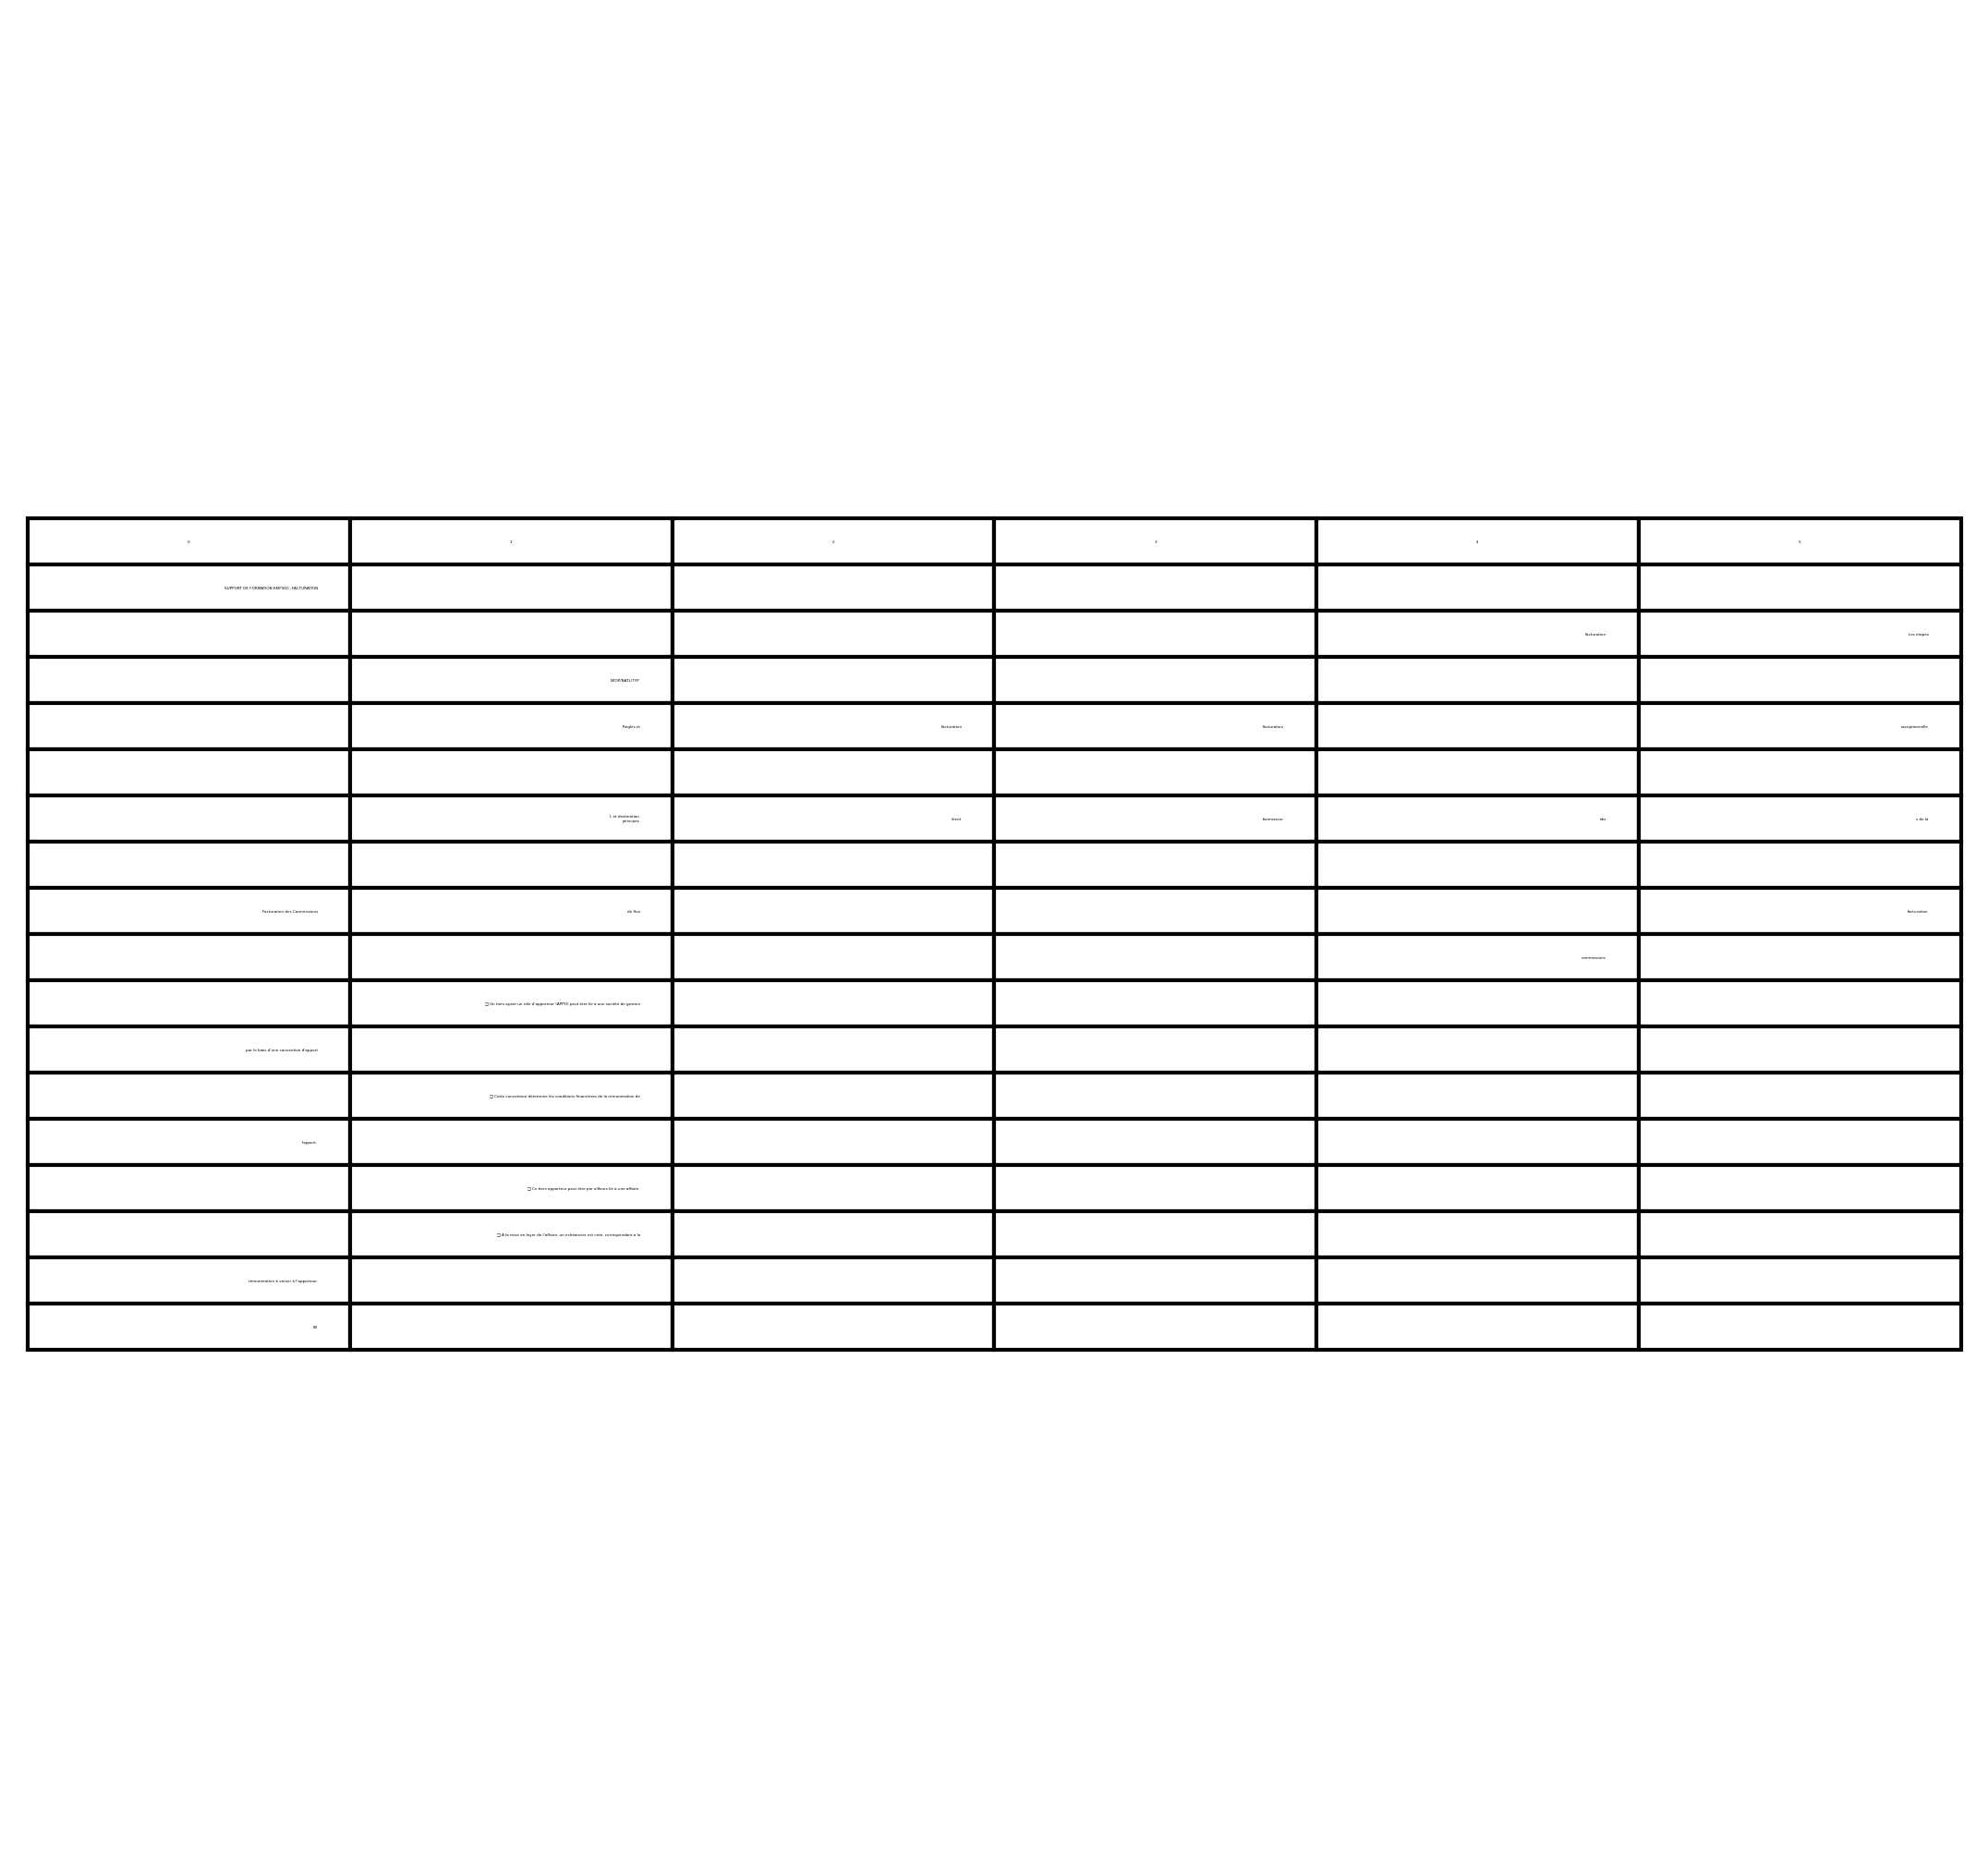 0 1 2 3 4 5
SUPPORT DE FORMATION - FACTURATION
Facturation Les étapes
Règles et Facturation Facturation exceptionnelle
et destination
principes client fournisseur des s de la
Facturation des Commissions de flux facturation
commissions
❑ Un tiers ayant un rôle d'apporteur (APPO) peut être lié à une société de gestion
par le biais d'une convention d'apport
❑ Cette convention détermine les conditions financières de la rémunération de
l'apport.
❑ Ce tiers apporteur peut être par ailleurs lié à une affaire.
❑ A la mise en loyer de l'affaire, un échéancier est créé, correspondant à la
rémunération à verser à l'apporteur.